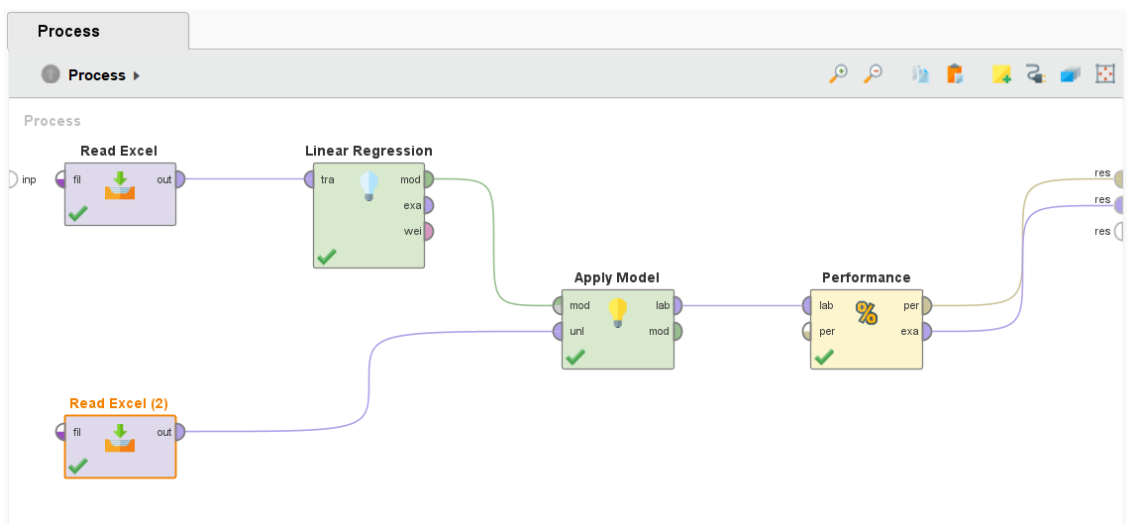 Process
Process
Process
Read Excel
Linear Regression
inp
fil
out
tra
mod
exa
wei
res
res
res
Apply Model
mod
lab
unl
mod
Performance
lab
%
per
per
exa
Read Excel (2)
fil
out